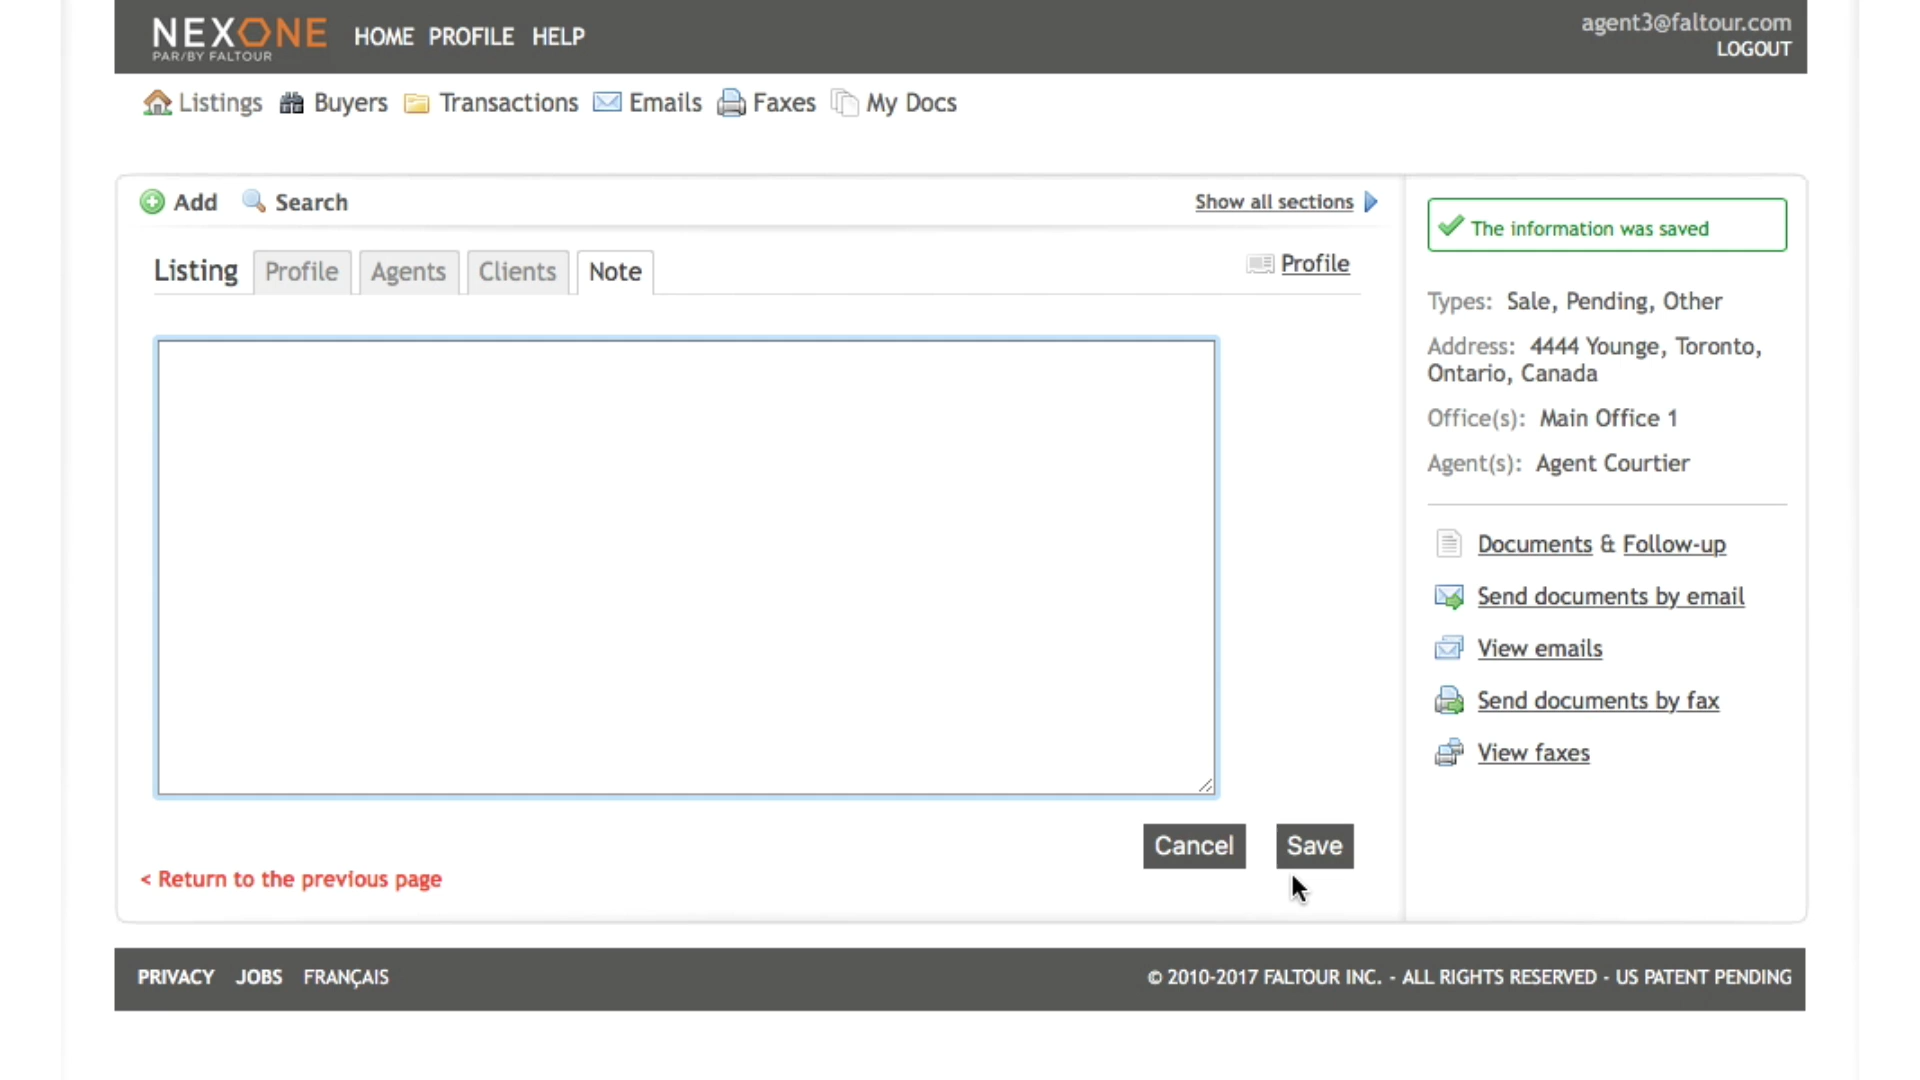 NEXONE
PAR/BY FALTOUR
HOME PROFILE HELP
agent3@faltour.com
LOGOUT
Listings Buyers Transactions Emails Faxes My Docs
Add Search
Show all sections
Listing Profile Agents Clients Note
Profile
Cancel Save
< Return to the previous page
The information was saved
Types: Sale, Pending, Other
Address: 4444 Younge, Toronto,
Ontario, Canada
Office(s): Main Office 1
Agent(s): Agent Courtier
Documents & Follow-up
Send documents by email
View emails
Send documents by fax
View faxes
PRIVACY JOBS FRANÇAIS
© 2010-2017 FALTOUR INC. - ALL RIGHTS RESERVED - US PATENT PENDING